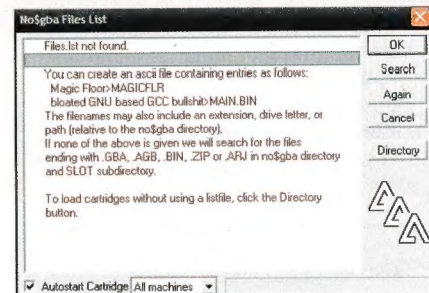 No$gba Files List
Files.lst not found.
You can create an ascii file containing entries as follows:
Magic Floor>MAGICFLR
bloated GNU based GCC bullshit>MAIN.BIN
The filenames may also include an extension, drive letter, or
path (relative to the no$gba directory).
If none of the above is given we will search for the files
ending with .GBA, .AGB, .BIN, .ZIP or .ARJ in no$gba directory
and SLOT subdirectory.
To load cartridges without using a listfile, click the Directory
button.
OK
Search
Again
Cancel
Directory
Autostart Cartridge
All machines